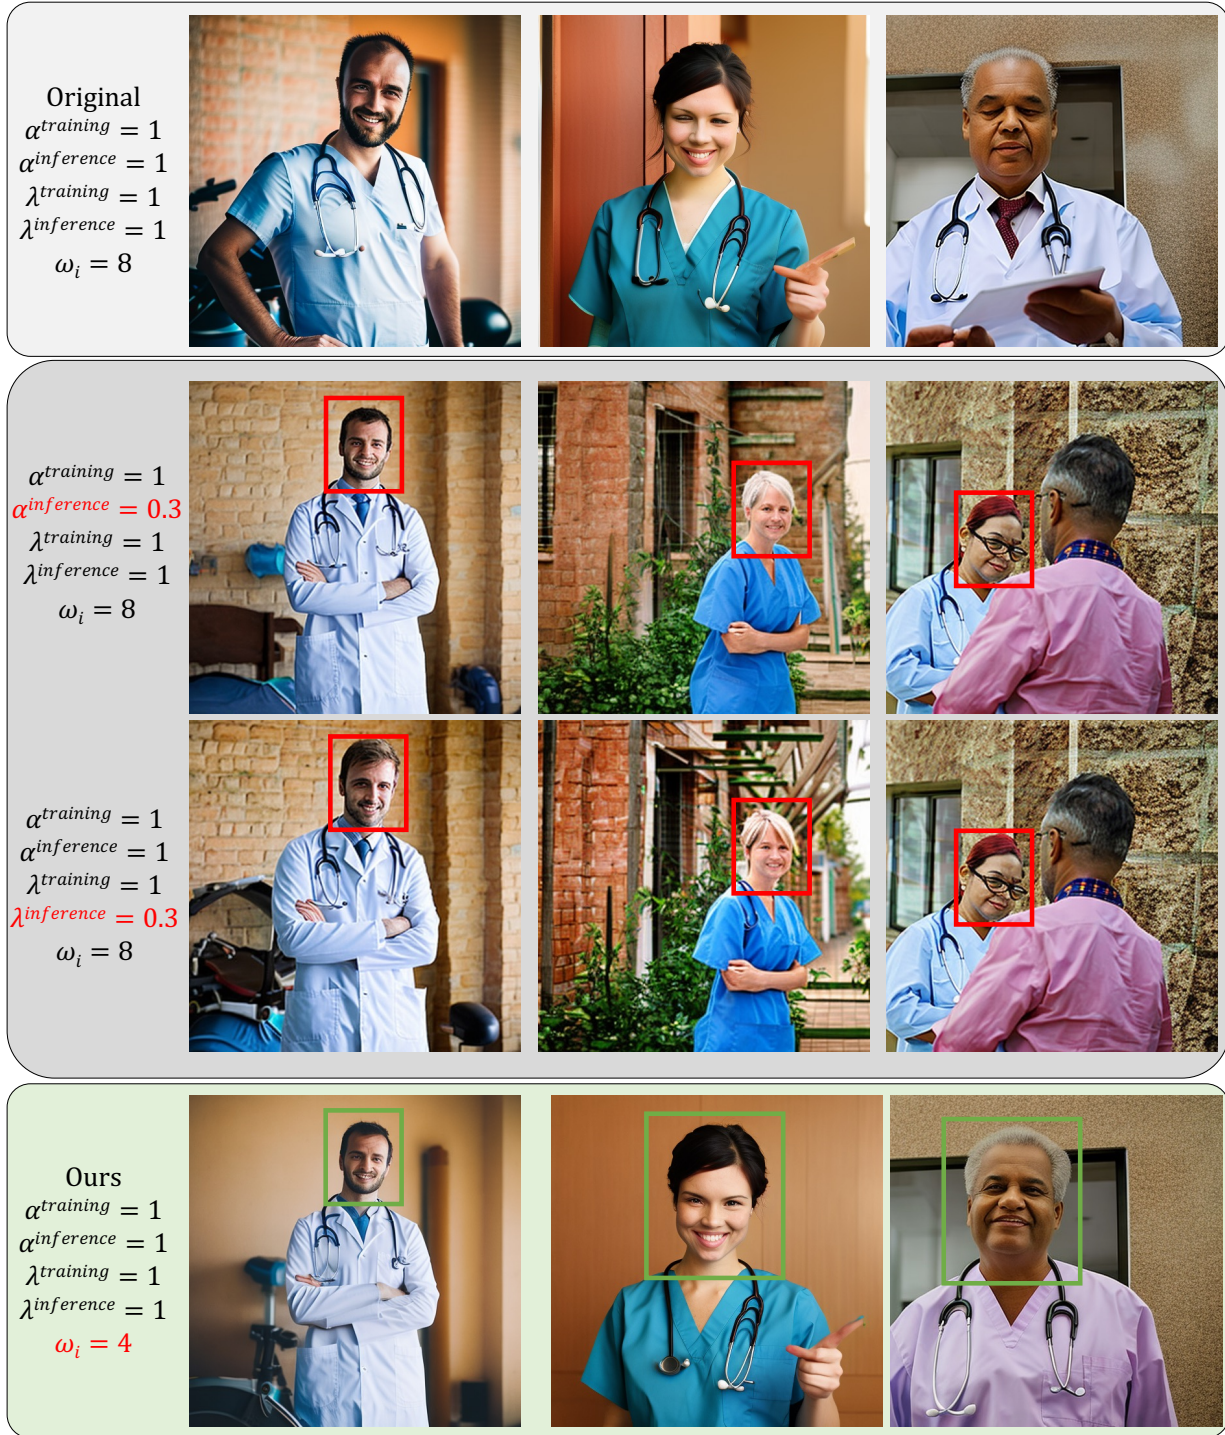 Original
α^training = 1
α^inference = 1
λ^training = 1
λ^inference = 1
ω_i = 8
α^training = 1
α^inference = 0.3
λ^training = 1
λ^inference = 1
ω_i = 8
α^training = 1
α^inference = 1
λ^training = 1
λ^inference = 0.3
ω_i = 8
Ours
α^training = 1
α^inference = 1
λ^training = 1
λ^inference = 1
ω_i = 4